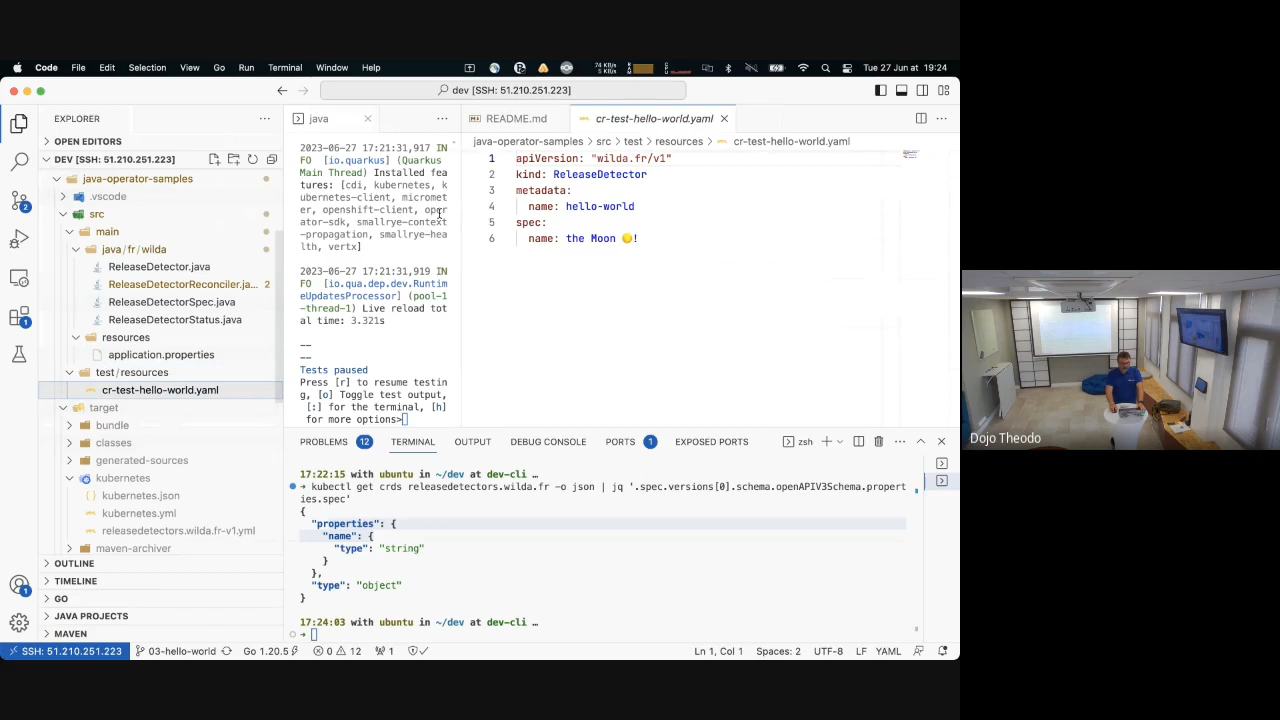 Code File Edit Selection View Go Run Terminal Window Help
74 KB/s
5 KB/s
Tue 27 Jun at 19:24
dev [SSH: 51.210.251.223]
EXPLORER
OPEN EDITORS
DEV [SSH: 51.210.251.223]
java-operator-samples
.vscode
src
main
java/fr/wilda
ReleaseDetector.java
ReleaseDetectorReconciler.ja... 2
ReleaseDetectorSpec.java
ReleaseDetectorStatus.java
resources
application.properties
test/resources
cr-test-hello-world.yaml
target
bundle
classes
generated-sources
kubernetes
kubernetes.json
kubernetes.yml
releasedetectors.wilda.fr-v1.yml
maven-archiver
OUTLINE
TIMELINE
GO
JAVA PROJECTS
MAVEN
java
2023-06-27 17:21:31,917 IN
FO [io.quarkus] (Quarkus
Main Thread) Installed fea
tures: [cdi, kubernetes, k
ubernetes-client, micromet
er, openshift-client, oper
ator-sdk, smallrye-context
-propagation, smallrye-hea
lth, vertx]
2023-06-27 17:21:31,919 IN
FO [io.qua.dep.dev.Runtim
eUpdatesProcessor] (pool-1
-thread-1) Live reload tot
al time: 3.321s
--
--
Tests paused
Press [r] to resume testin
g, [o] Toggle test output,
[:] for the terminal, [h]
for more options>
README.md
cr-test-hello-world.yaml
java-operator-samples > src > test > resources > cr-test-hello-world.yaml
1 apiVersion: "wilda.fr/v1"
2 kind: ReleaseDetector
3 metadata:
4 name: hello-world
5 spec:
6 name: the Moon 🌕!
PROBLEMS 12 TERMINAL OUTPUT DEBUG CONSOLE PORTS 1 EXPOSED PORTS
zsh
17:22:15 with ubuntu in ~/dev at dev-cli …
➜ kubectl get crds releasedetectors.wilda.fr -o json | jq '.spec.versions[0].schema.openAPIV3Schema.propert
ies.spec'
{
"properties": {
"name": {
"type": "string"
}
},
"type": "object"
}
17:24:03 with ubuntu in ~/dev at dev-cli …
➜
SSH: 51.210.251.223 03-hello-world Go 1.20.5 0 12 1 Ln 1, Col 1 Spaces: 2 UTF-8 LF YAML
Dojo Theodo